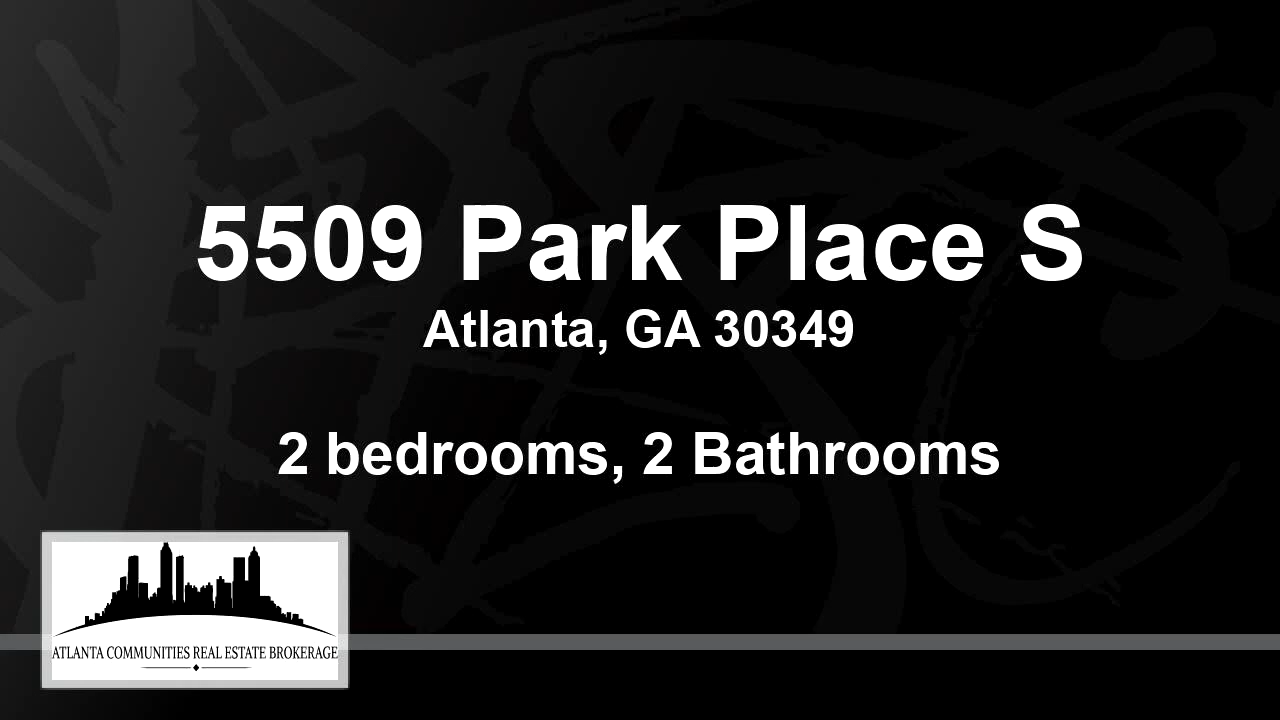 5509 Park Place S
Atlanta, GA 30349
2 bedrooms, 2 Bathrooms
ATLANTA COMMUNITIES REAL ESTATE BROKERAGE